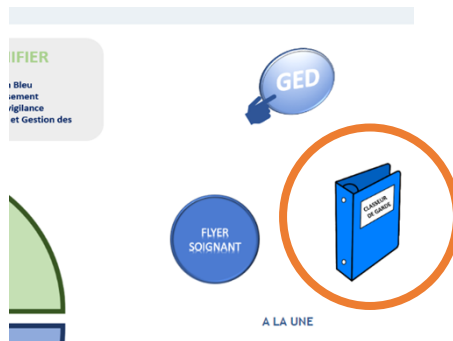 IFIER
n Bleu
sement
vigilance
et Gestion des
GED
CLASSEUR
DE GARDE
FLYER
SOIGNANT
A LA UNE